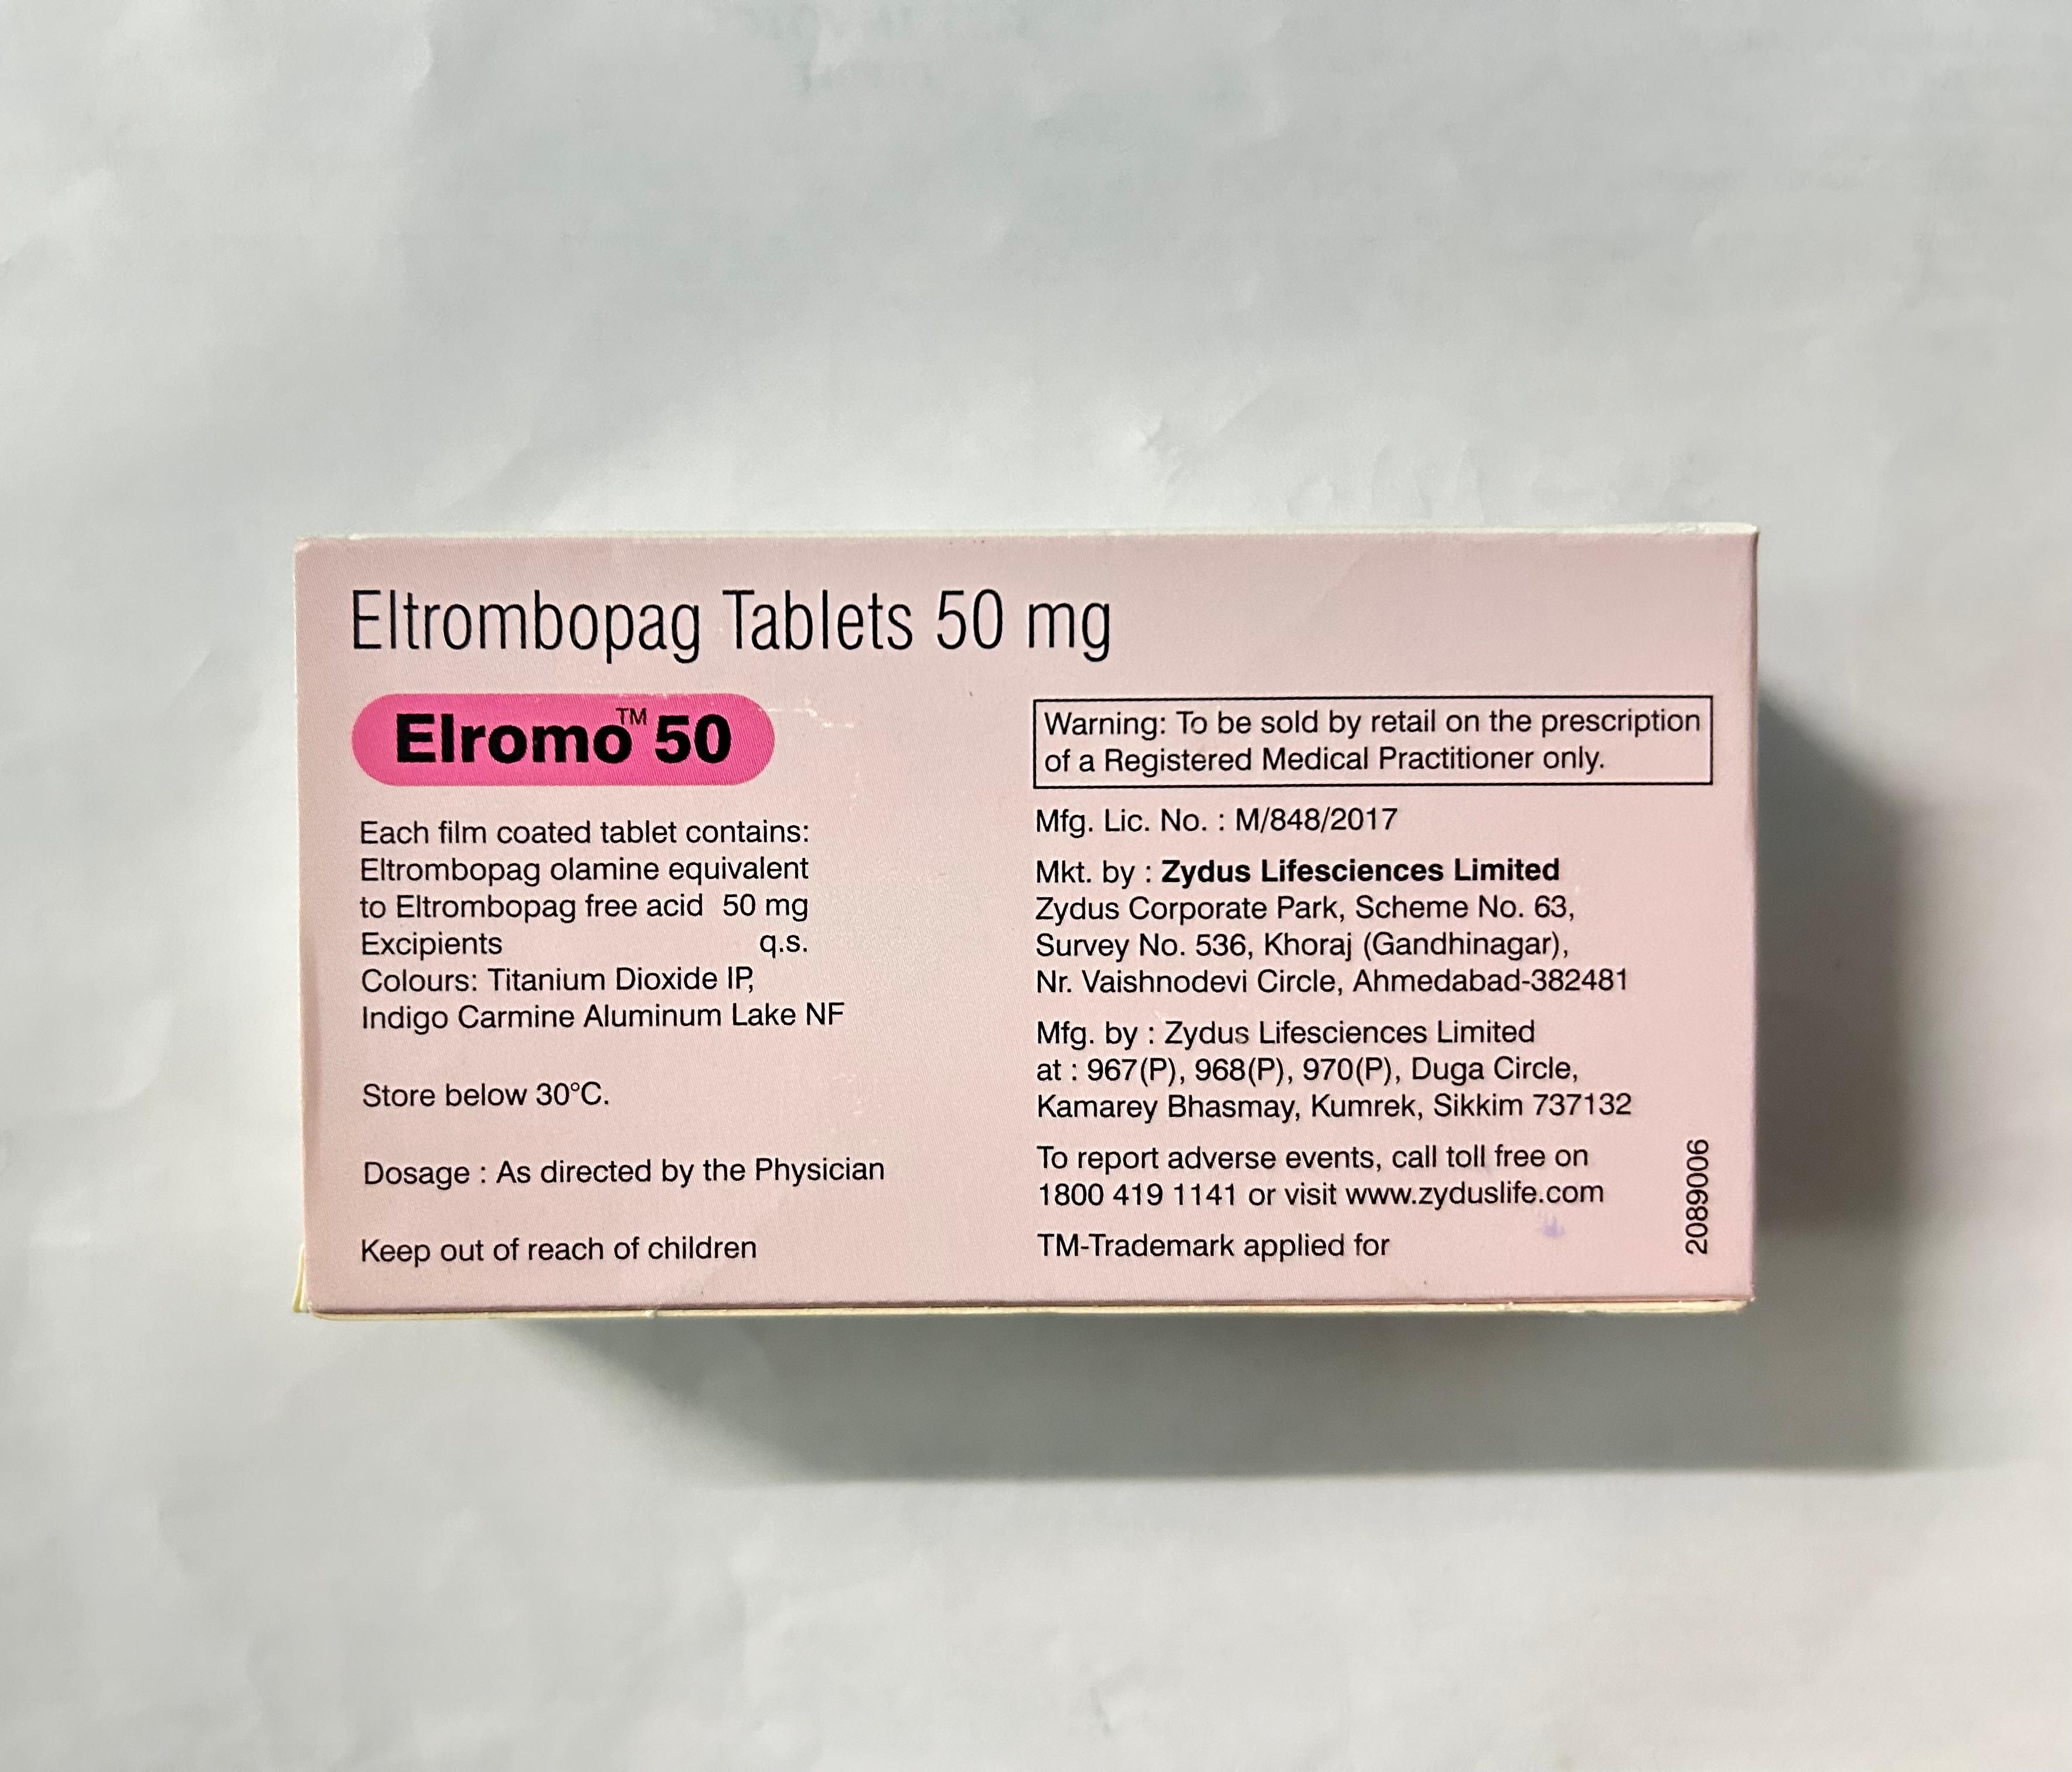 Eltrombopag Tablets 50 mg
Elromo™ 50
Each film coated tablet contains:
Eltrombopag olamine equivalent
to Eltrombopag free acid 50 mg
Excipients q.s.
Colours: Titanium Dioxide IP,
Indigo Carmine Aluminum Lake NF
Store below 30°C.
Dosage : As directed by the Physician
Keep out of reach of children
Warning: To be sold by retail on the prescription
of a Registered Medical Practitioner only.
Mfg. Lic. No. : M/848/2017
Mkt. by : Zydus Lifesciences Limited
Zydus Corporate Park, Scheme No. 63,
Survey No. 536, Khoraj (Gandhinagar),
Nr. Vaishnodevi Circle, Ahmedabad-382481
Mfg. by : Zydus Lifesciences Limited
at : 967(P), 968(P), 970(P), Duga Circle,
Kamarey Bhasmay, Kumrek, Sikkim 737132
To report adverse events, call toll free on
1800 419 1141 or visit www.zyduslife.com
TM-Trademark applied for
2089006